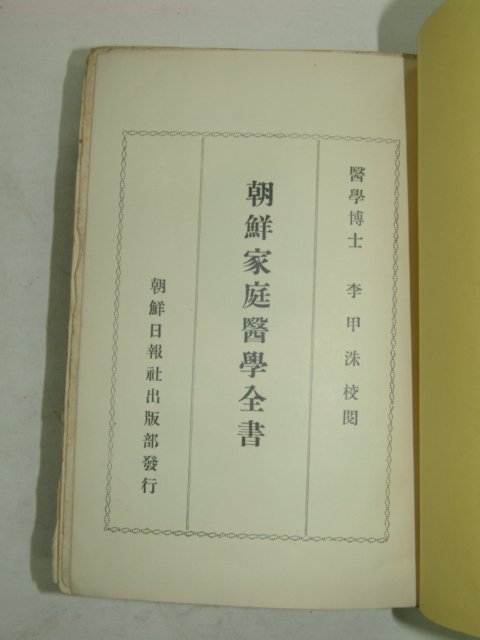 醫學博士 李甲洙校閱
朝鮮家庭醫學全書
朝鮮日報社出版部發行